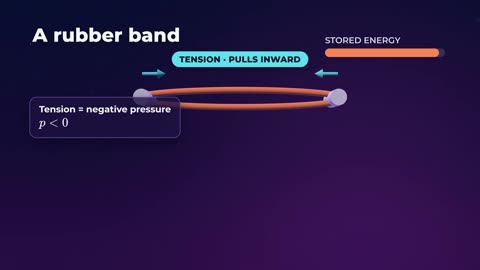 A rubber band
STORED ENERGY
TENSION · PULLS INWARD
Tension = negative pressure
p < 0